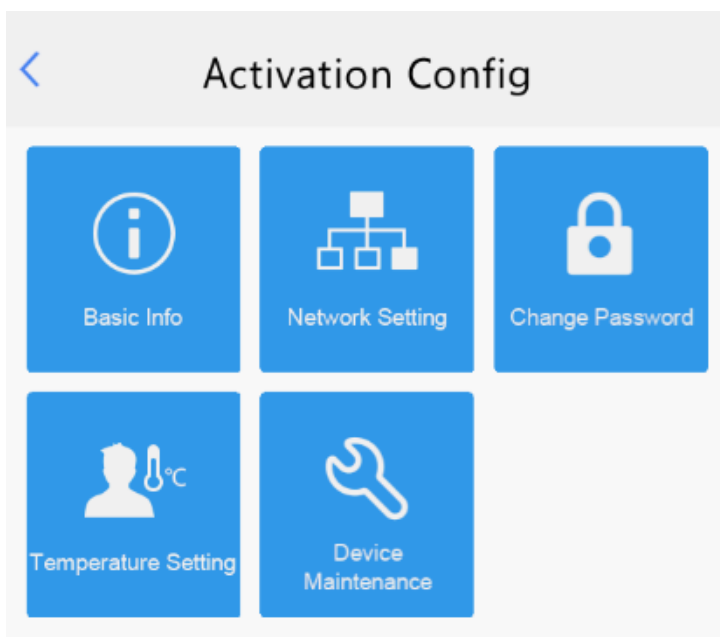 Activation Config
Basic Info
Network Setting
Change Password
°C
Temperature Setting
Device
Maintenance